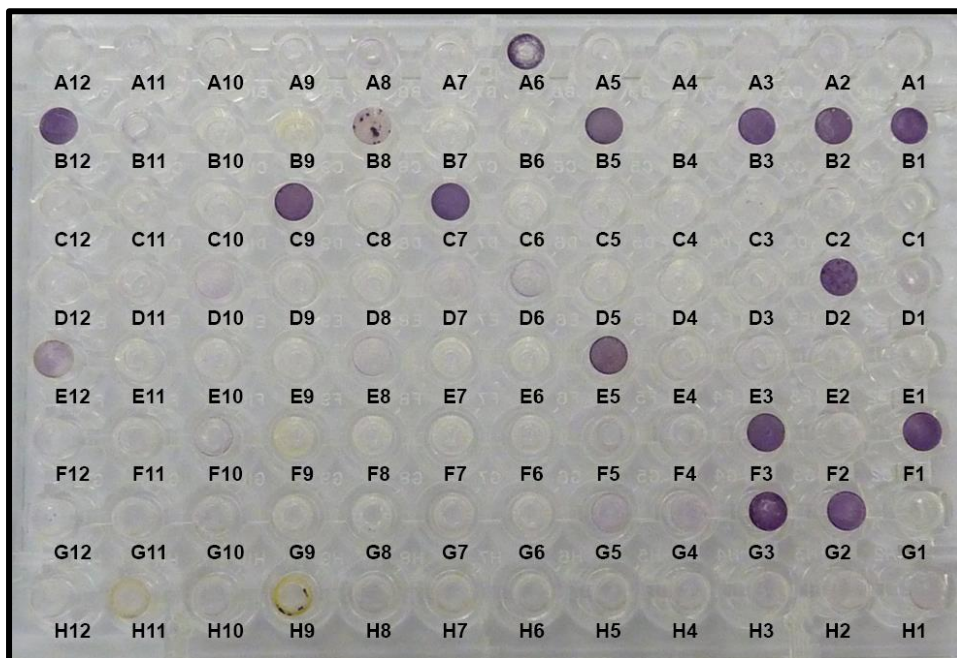 A12 A11 A10 A9 A8 A7 A6 A5 A4 A3 A2 A1
B12 B11 B10 B9 B8 B7 B6 B5 B4 B3 B2 B1
C12 C11 C10 C9 C8 C7 C6 C5 C4 C3 C2 C1
D12 D11 D10 D9 D8 D7 D6 D5 D4 D3 D2 D1
E12 E11 E10 E9 E8 E7 E6 E5 E4 E3 E2 E1
F12 F11 F10 F9 F8 F7 F6 F5 F4 F3 F2 F1
G12 G11 G10 G9 G8 G7 G6 G5 G4 G3 G2 G1
H12 H11 H10 H9 H8 H7 H6 H5 H4 H3 H2 H1